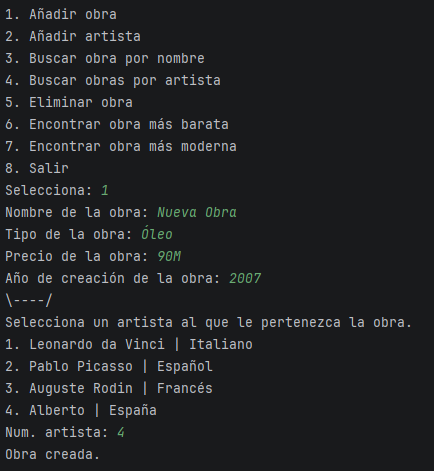 1. Añadir obra
2. Añadir artista
3. Buscar obra por nombre
4. Buscar obras por artista
5. Eliminar obra
6. Encontrar obra más barata
7. Encontrar obra más moderna
8. Salir
Selecciona: 1
Nombre de la obra: Nueva Obra
Tipo de la obra: Óleo
Precio de la obra: 90M
Año de creación de la obra: 2007
\----/
Selecciona un artista al que le pertenezca la obra.
1. Leonardo da Vinci | Italiano
2. Pablo Picasso | Español
3. Auguste Rodin | Francés
4. Alberto | España
Num. artista: 4
Obra creada.